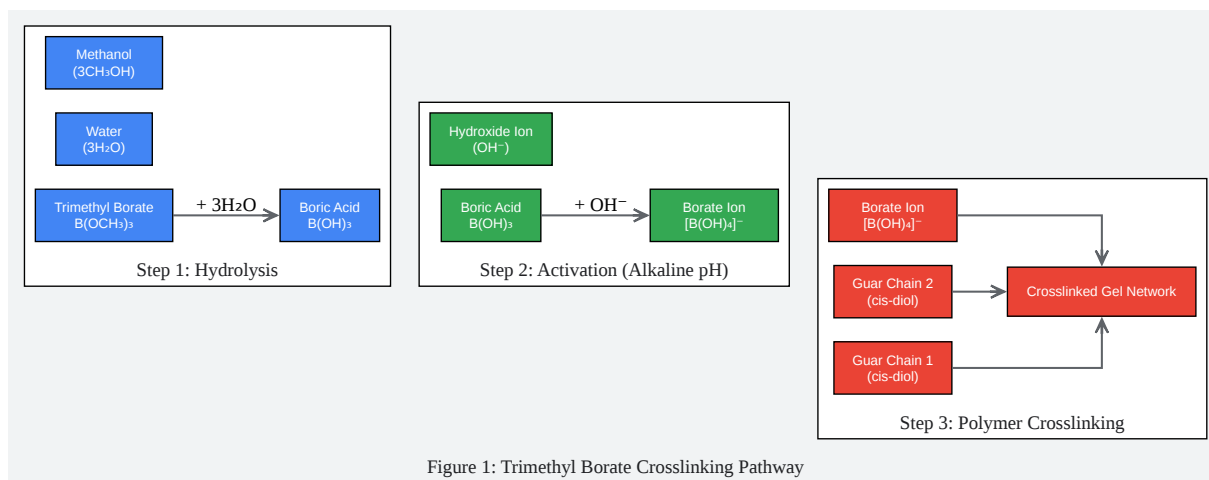 Methanol
(3CH₃OH)
Water
(3H₂O)
Trimethyl Borate
B(OCH₃)₃
+ 3H₂O
Boric Acid
B(OH)₃
Step 1: Hydrolysis
Hydroxide Ion
(OH⁻)
Boric Acid
B(OH)₃
+ OH⁻
Borate Ion
[B(OH)₄]⁻
Step 2: Activation (Alkaline pH)
Borate Ion
[B(OH)₄]⁻
Guar Chain 2
(cis-diol)
Crosslinked Gel Network
Guar Chain 1
(cis-diol)
Step 3: Polymer Crosslinking
Figure 1: Trimethyl Borate Crosslinking Pathway